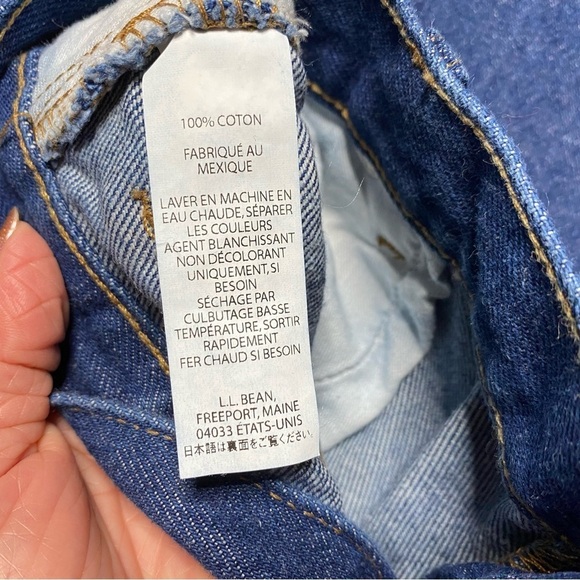 100% COTON
FABRIQUÉ AU
MEXIQUE
LAVER EN MACHINE EN
EAU CHAUDE, SÉPARER
LES COULEURS
AGENT BLANCHISSANT
NON DÉCOLORANT
UNIQUEMENT, SI
BESOIN
SÉCHAGE PAR
CULBUTAGE BASSE
TEMPÉRATURE, SORTIR
RAPIDEMENT
FER CHAUD SI BESOIN
L.L. BEAN,
FREEPORT, MAINE
04033 ÉTATS-UNIS
日本語は裏面をご覧ください。